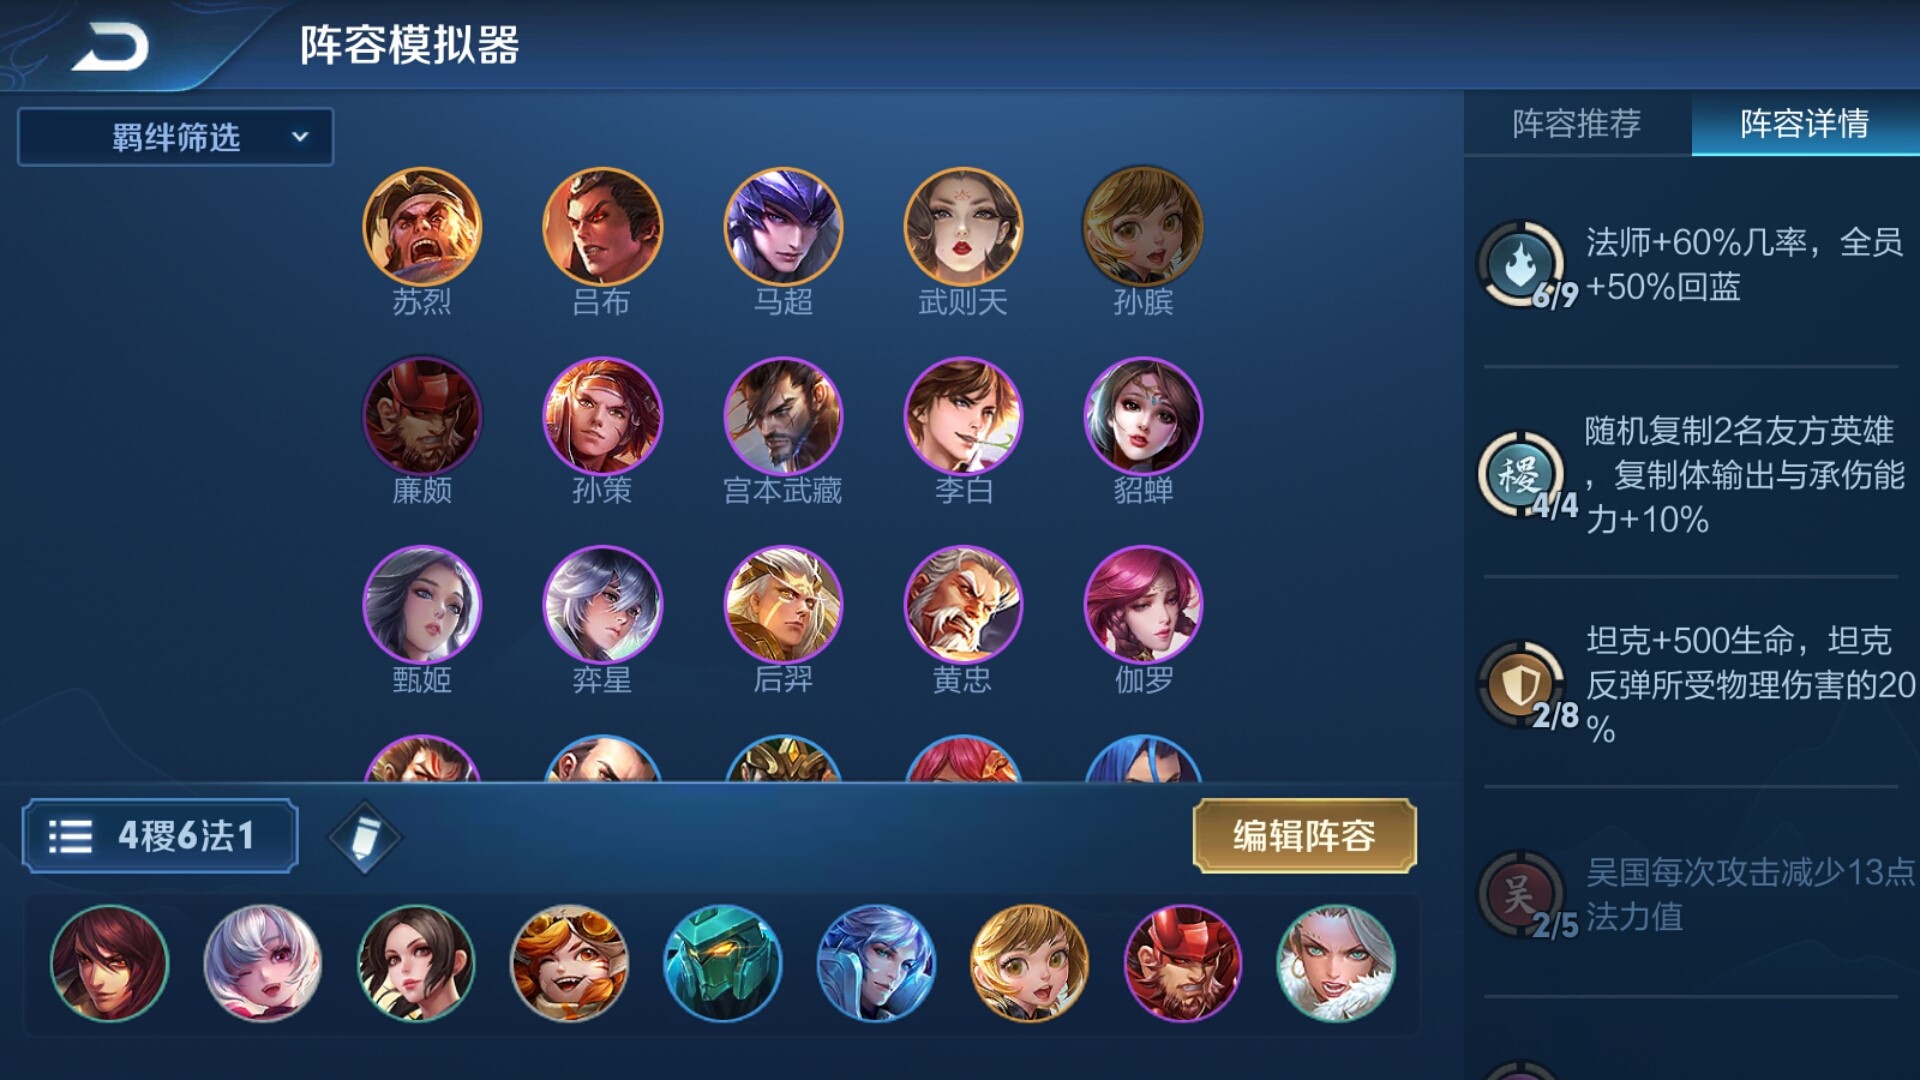 阵容模拟器
羁绊筛选
阵容推荐
阵容详情
苏烈
吕布
马超
武则天
孙膑
廉颇
孙策
宫本武藏
李白
貂蝉
甄姬
弈星
后羿
黄忠
伽罗
4稷6法1
编辑阵容
法师+60%几率，全员
+50%回蓝
6/9
随机复制2名友方英雄
，复制体输出与承伤能
力+10%
稷
4/4
坦克+500生命，坦克
反弹所受物理伤害的20
%
2/8
吴国每次攻击减少13点
法力值
吴
2/5